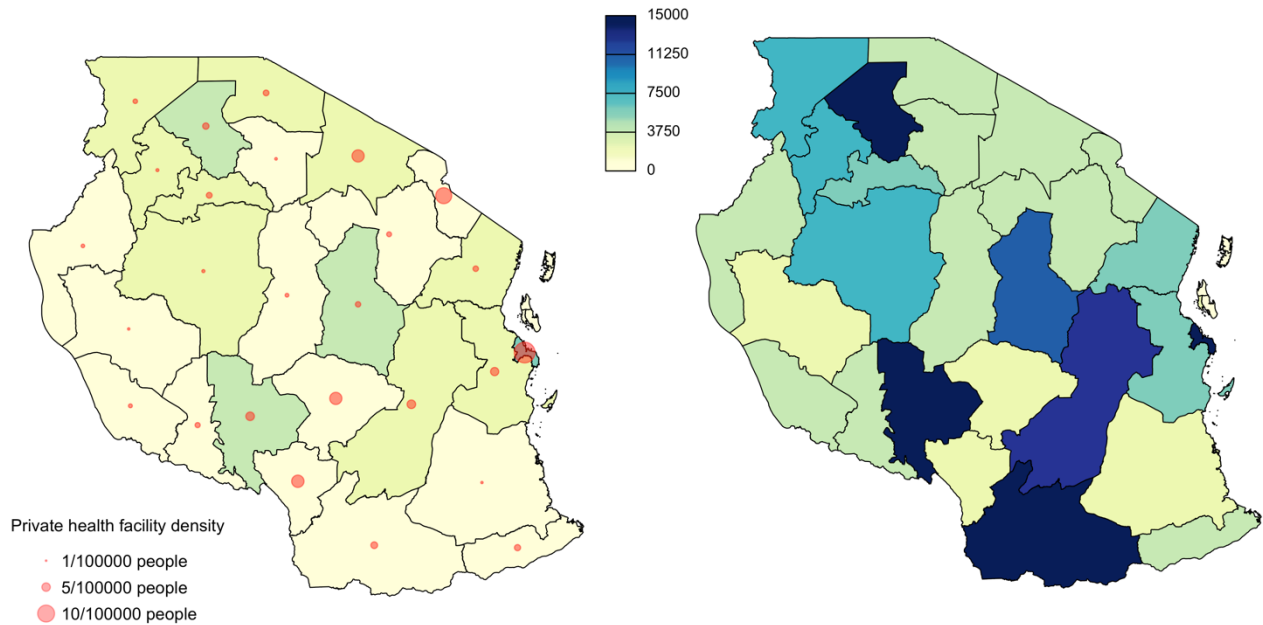 15000
11250
7500
3750
0
Private health facility density
1/100000 people
5/100000 people
10/100000 people